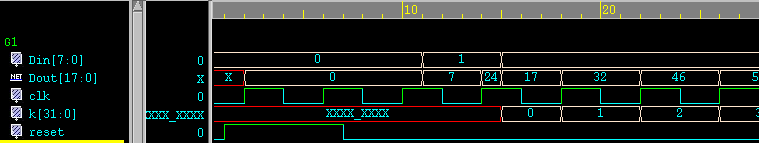 10 20
G1
Din[7:0] 0 0 1
NET Dout[17:0] X X 0 7 24 17 32 46 5
clk 0
k[31:0] XXX_XXXX XXXX_XXXX 0 1 2 3
reset 0